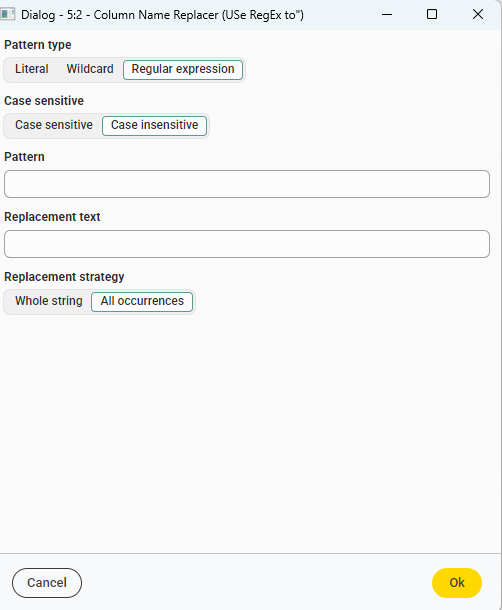 Dialog - 5:2 - Column Name Replacer (USe RegEx to")
Pattern type
Literal Wildcard Regular expression
Case sensitive
Case sensitive Case insensitive
Pattern
Replacement text
Replacement strategy
Whole string All occurrences
Cancel Ok